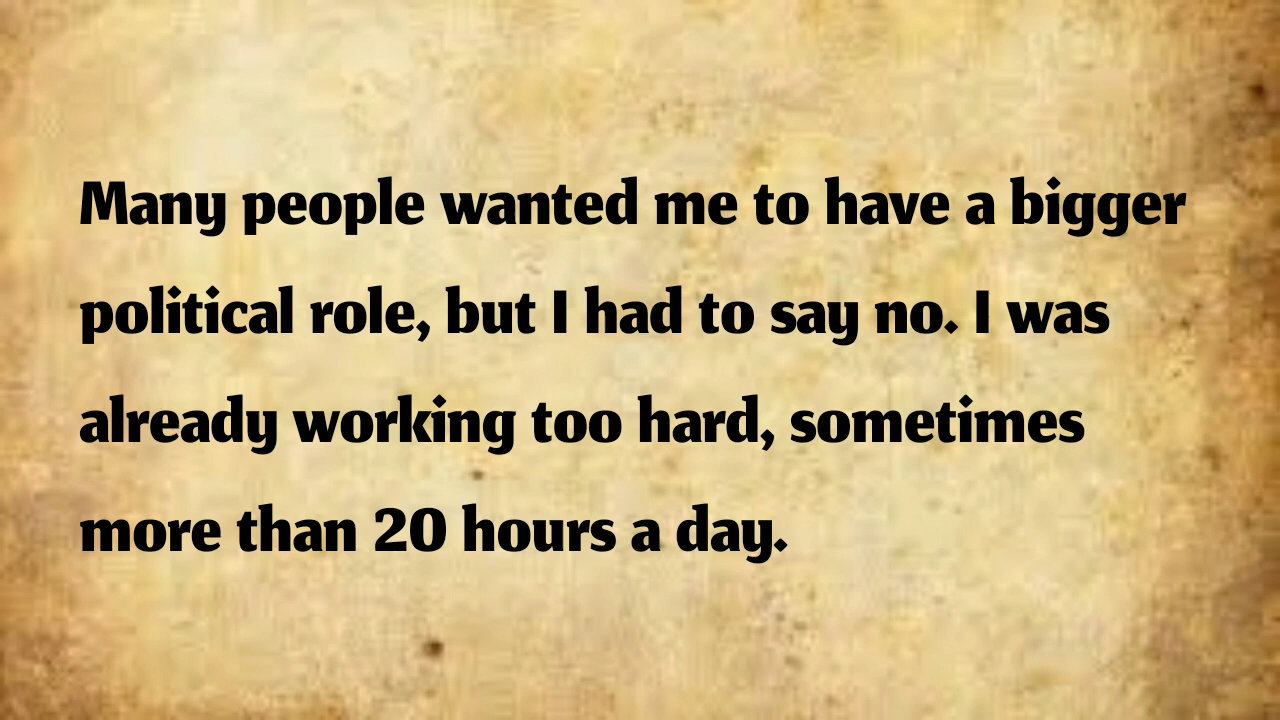 Many people wanted me to have a bigger
political role, but I had to say no. I was
already working too hard, sometimes
more than 20 hours a day.